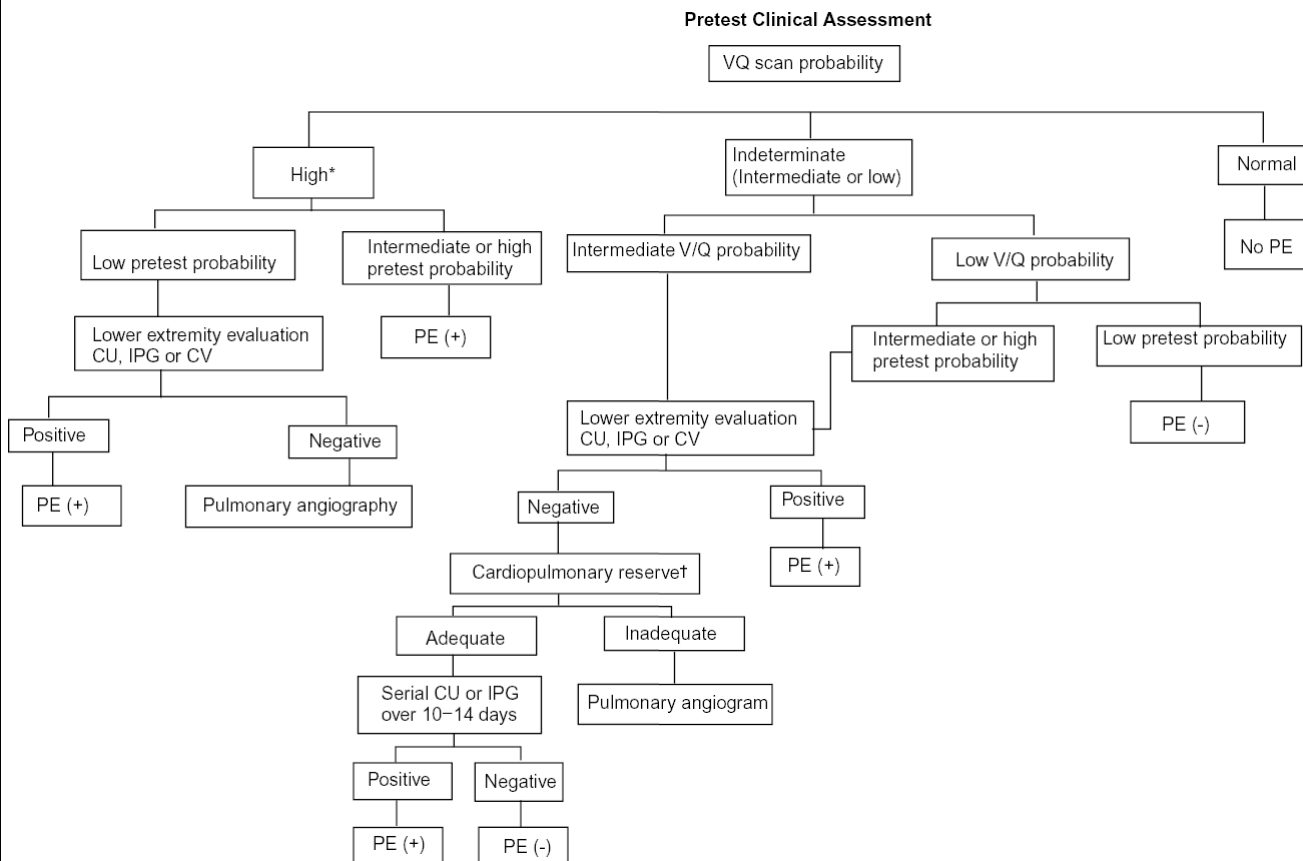 Pretest Clinical Assessment
VQ scan probability
High*
Indeterminate
(Intermediate or low)
Normal
Low pretest probability
Intermediate or high
pretest probability
Intermediate V/Q probability
Low V/Q probability
No PE
Lower extremity evaluation
CU, IPG or CV
PE (+)
Intermediate or high
pretest probability
Low pretest probability
Positive
Negative
Lower extremity evaluation
CU, IPG or CV
PE (-)
PE (+)
Pulmonary angiography
Negative
Positive
Cardiopulmonary reserve†
PE (+)
Adequate
Inadequate
Serial CU or IPG
over 10−14 days
Pulmonary angiogram
Positive
Negative
PE (+)
PE (-)